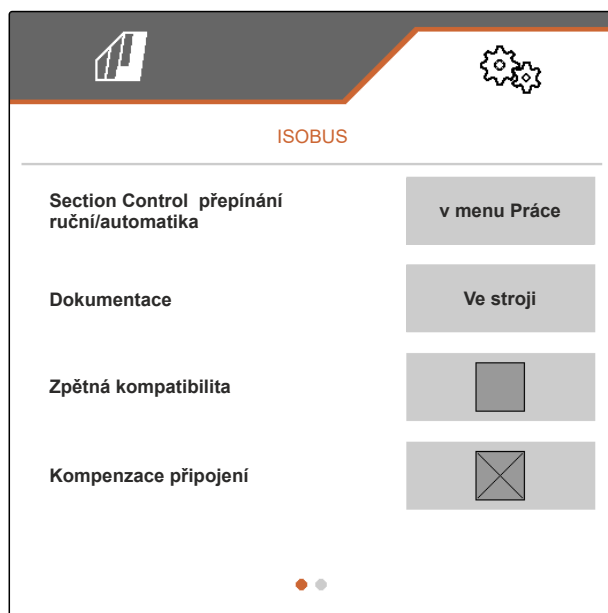 ISOBUS
Section Control přepínání
ruční/automatika
v menu Práce
Dokumentace
Ve stroji
Zpětná kompatibilita
Kompenzace připojení